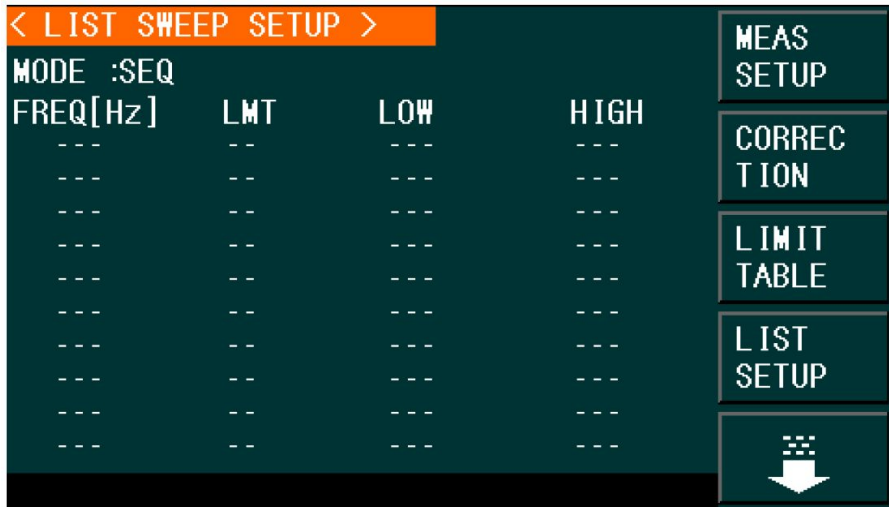 < LIST SWEEP SETUP >
MODE :SEQ
FREQ[Hz] LMT LOW HIGH
--- -- --- ---
--- -- --- ---
--- -- --- ---
--- -- --- ---
--- -- --- ---
--- -- --- ---
--- -- --- ---
--- -- --- ---
--- -- --- ---
--- -- --- ---
MEAS
SETUP
CORREC
TION
LIMIT
TABLE
LIST
SETUP